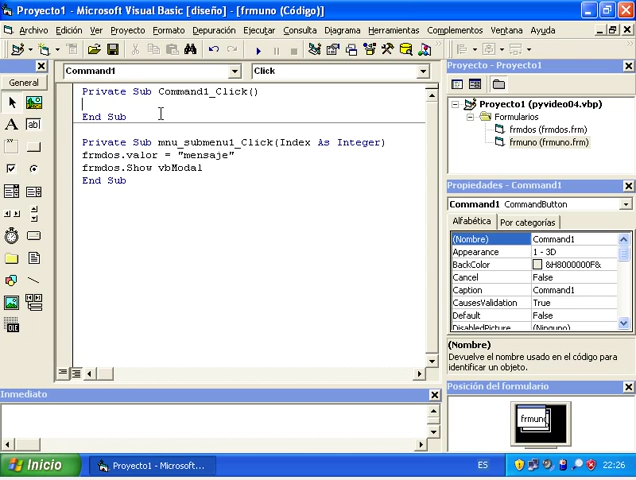 Proyecto1 - Microsoft Visual Basic [diseño] - [frmuno (Código)]
Archivo Edición Ver Proyecto Formato Depuración Ejecutar Consulta Diagrama Herramientas Complementos Ventana Ayuda
General
Command1
Click
Private Sub Command1_Click()
End Sub
Private Sub mnu_submenu1_Click(Index As Integer)
frmdos.valor = "mensaje"
frmdos.Show vbModal
End Sub
Proyecto - Proyecto1
Proyecto1 (pyvideo04.vbp)
Formularios
frmdos (frmdos.frm)
frmuno (frmuno.frm)
Propiedades - Command1
Command1 CommandButton
Alfabética Por categorías
(Nombre) Command1
Appearance 1 - 3D
BackColor &H8000000F&
Cancel False
Caption Command1
CausesValidation True
Default False
DisabledPicture (Ninguno)
(Nombre)
Devuelve el nombre usado en el código para
identificar un objeto.
Posición del formulario
frmuno
Inmediato
Inicio
Proyecto1 - Microsoft...
ES
22:26